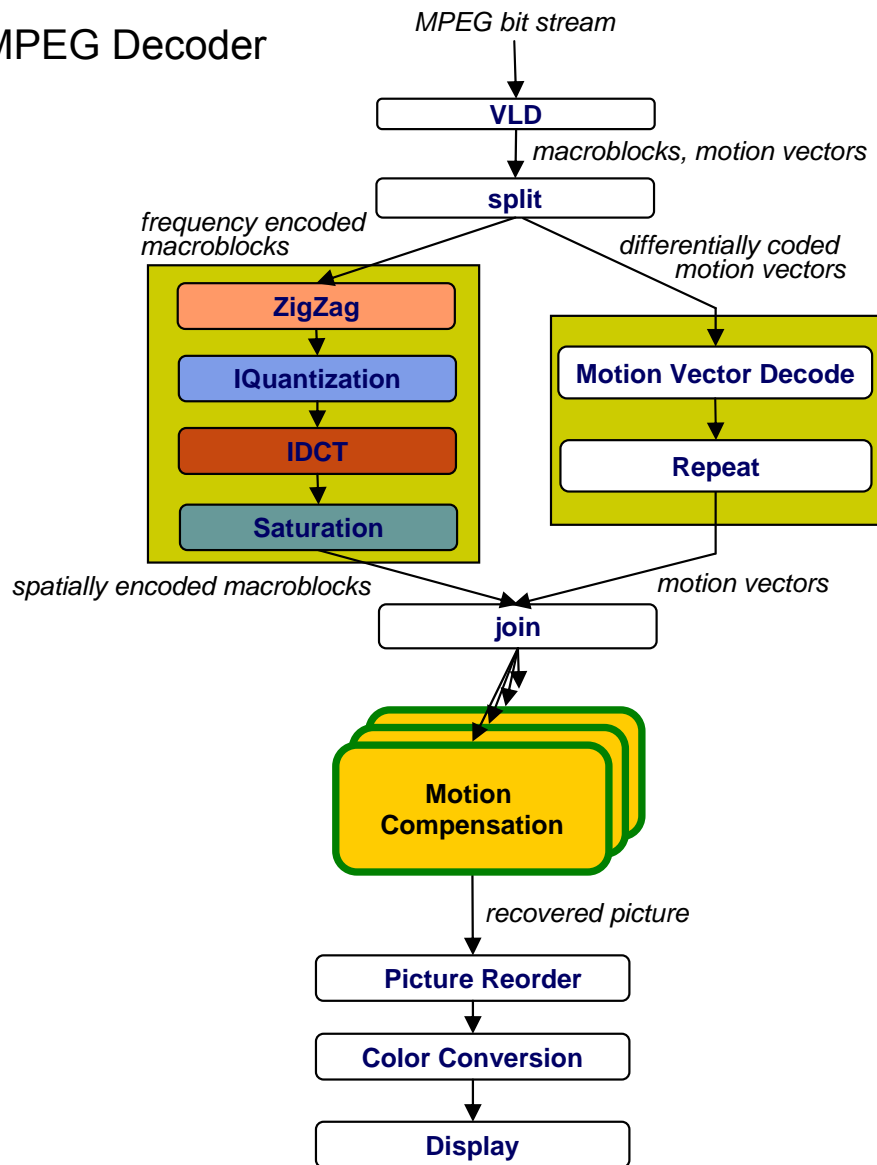 MPEG Decoder
MPEG bit stream
VLD
macroblocks, motion vectors
split
frequency encoded
macroblocks
differentially coded
motion vectors
ZigZag
IQuantization
IDCT
Saturation
Motion Vector Decode
Repeat
spatially encoded macroblocks
motion vectors
join
Motion
Compensation
recovered picture
Picture Reorder
Color Conversion
Display